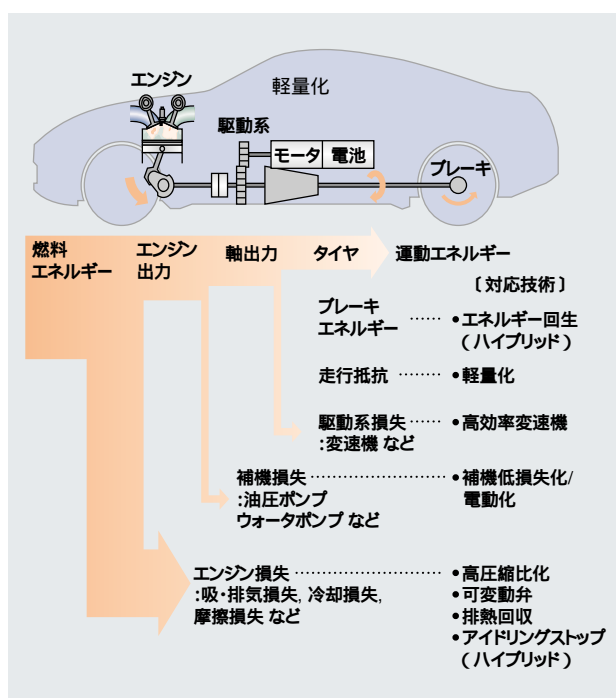 エンジン
軽量化
駆動系
モータ 電池
ブレーキ
燃料
エネルギー
エンジン
出力
軸出力
タイヤ
運動エネルギー
〔対応技術〕
ブレーキ
エネルギー ……
•エネルギー回生
(ハイブリッド)
走行抵抗 ………
•軽量化
駆動系損失 ……
:変速機 など
•高効率変速機
補機損失 ……………………
:油圧ポンプ
ウォータポンプ など
•補機低損失化/
電動化
エンジン損失 ……………………
:吸・排気損失, 冷却損失,
摩擦損失 など
•高圧縮比化
•可変動弁
•排熱回収
•アイドリングストップ
(ハイブリッド)